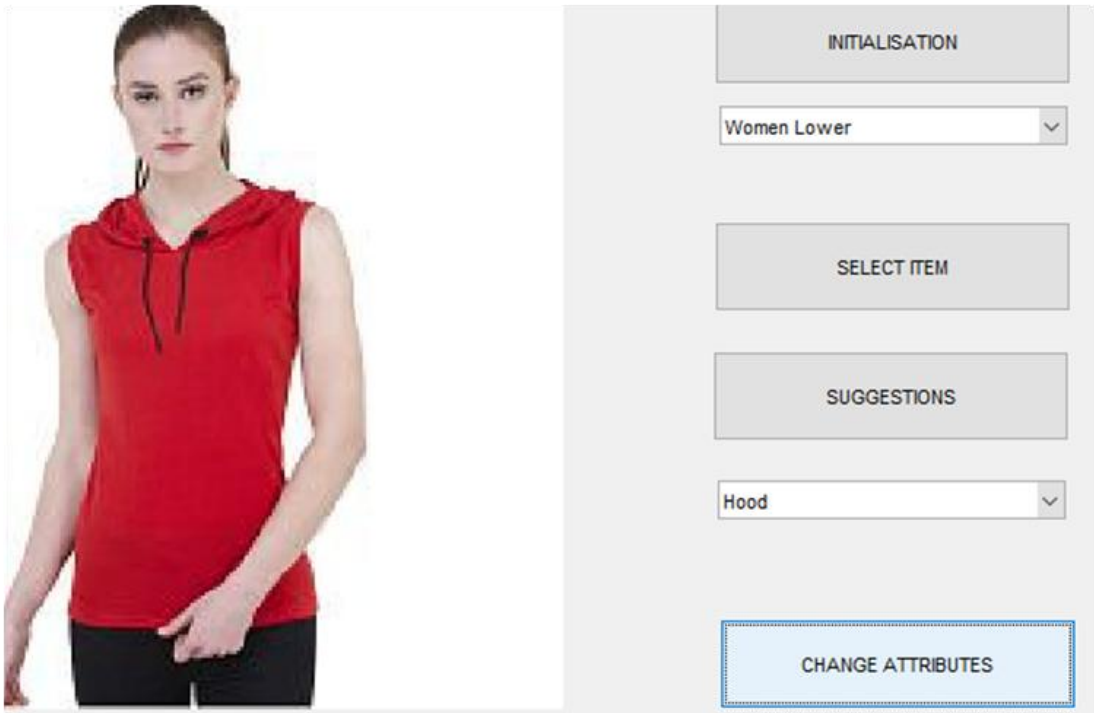 INITIALISATION
Women Lower
SELECT ITEM
SUGGESTIONS
Hood
CHANGE ATTRIBUTES